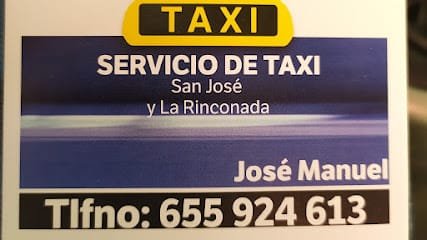 TAXI
SERVICIO DE TAXI
San José
y La Rinconada
José Manuel
Tlfno: 655 924 613